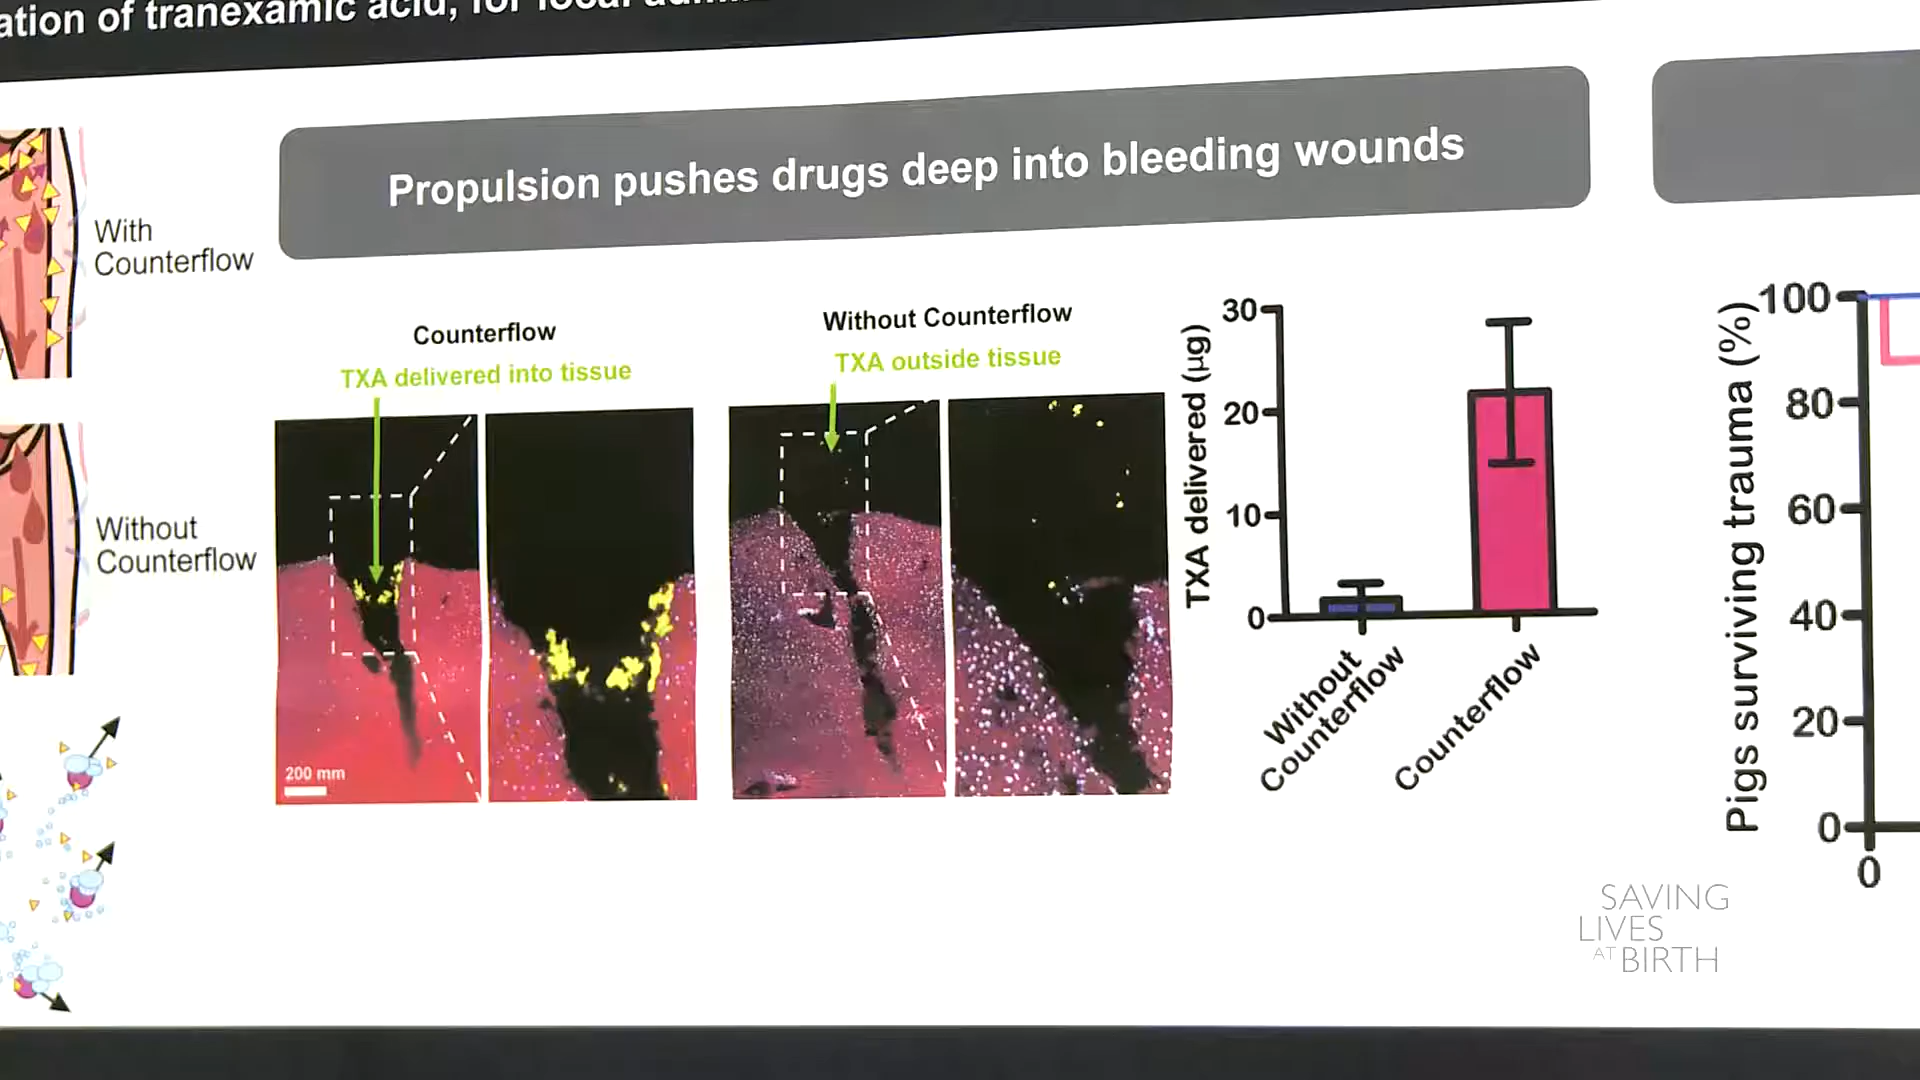 ation of tranexamic acid, for local
Propulsion pushes drugs deep into bleeding wounds
With
Counterflow
Without
Counterflow
Counterflow
TXA delivered into tissue
200 mm
Without Counterflow
TXA outside tissue
TXA delivered (µg)
30
20
10
0
Without
Counterflow
Counterflow
Pigs surviving trauma (%)
100
80
60
40
20
0
0
SAVING
LIVES
AT BIRTH